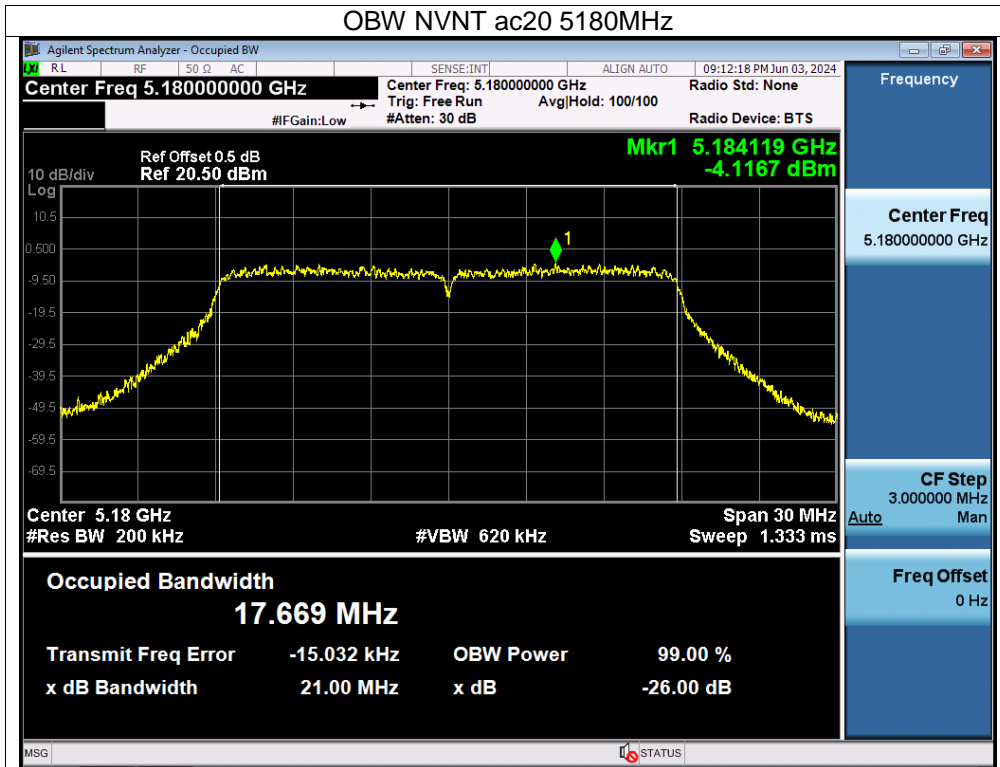 OBW NVNT ac20 5180MHz
Agilent Spectrum Analyzer - Occupied BW
LXI RL RF 50 Ω AC SENSE:INT ALIGN AUTO 09:12:18 PM Jun 03, 2024
Center Freq 5.180000000 GHz
Center Freq: 5.180000000 GHz
Radio Std: None
Trig: Free Run Avg|Hold: 100/100
#IFGain:Low
#Atten: 30 dB
Radio Device: BTS
Ref Offset 0.5 dB
Mkr1 5.184119 GHz
10 dB/div Ref 20.50 dBm
-4.1167 dBm
Log
10.5
0.500
-9.50
-19.5
-29.5
-39.5
-49.5
-59.5
-69.5
1
Center 5.18 GHz
Span 30 MHz
#Res BW 200 kHz
#VBW 620 kHz
Sweep 1.333 ms
Occupied Bandwidth
17.669 MHz
Transmit Freq Error -15.032 kHz OBW Power 99.00 %
x dB Bandwidth 21.00 MHz x dB -26.00 dB
Frequency
Center Freq
5.180000000 GHz
CF Step
3.000000 MHz
Auto Man
Freq Offset
0 Hz
MSG STATUS